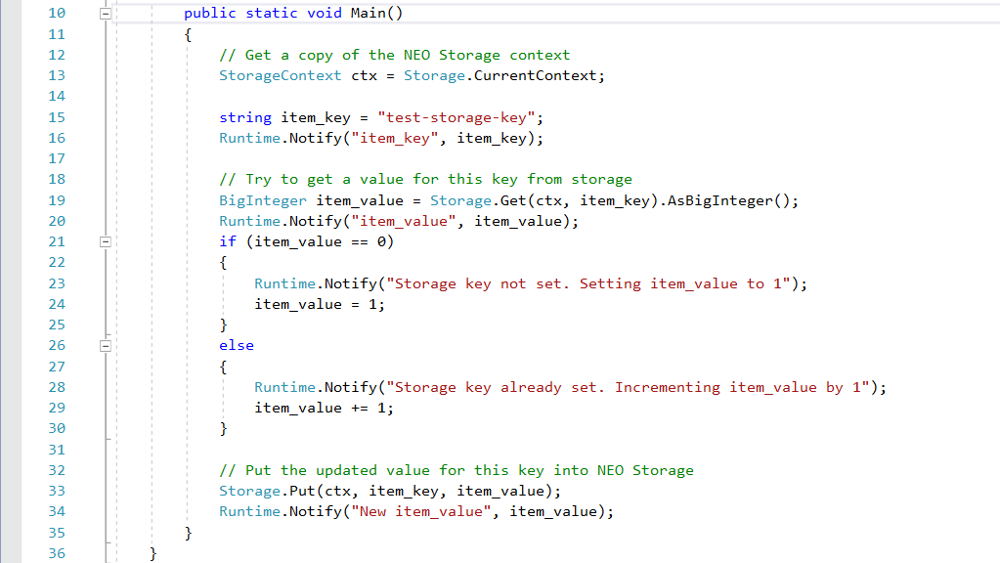 10 public static void Main()
11 {
12 // Get a copy of the NEO Storage context
13 StorageContext ctx = Storage.CurrentContext;
14
15 string item_key = "test-storage-key";
16 Runtime.Notify("item_key", item_key);
17
18 // Try to get a value for this key from storage
19 BigInteger item_value = Storage.Get(ctx, item_key).AsBigInteger();
20 Runtime.Notify("item_value", item_value);
21 if (item_value == 0)
22 {
23 Runtime.Notify("Storage key not set. Setting item_value to 1");
24 item_value = 1;
25 }
26 else
27 {
28 Runtime.Notify("Storage key already set. Incrementing item_value by 1");
29 item_value += 1;
30 }
31
32 // Put the updated value for this key into NEO Storage
33 Storage.Put(ctx, item_key, item_value);
34 Runtime.Notify("New item_value", item_value);
35 }
36 }